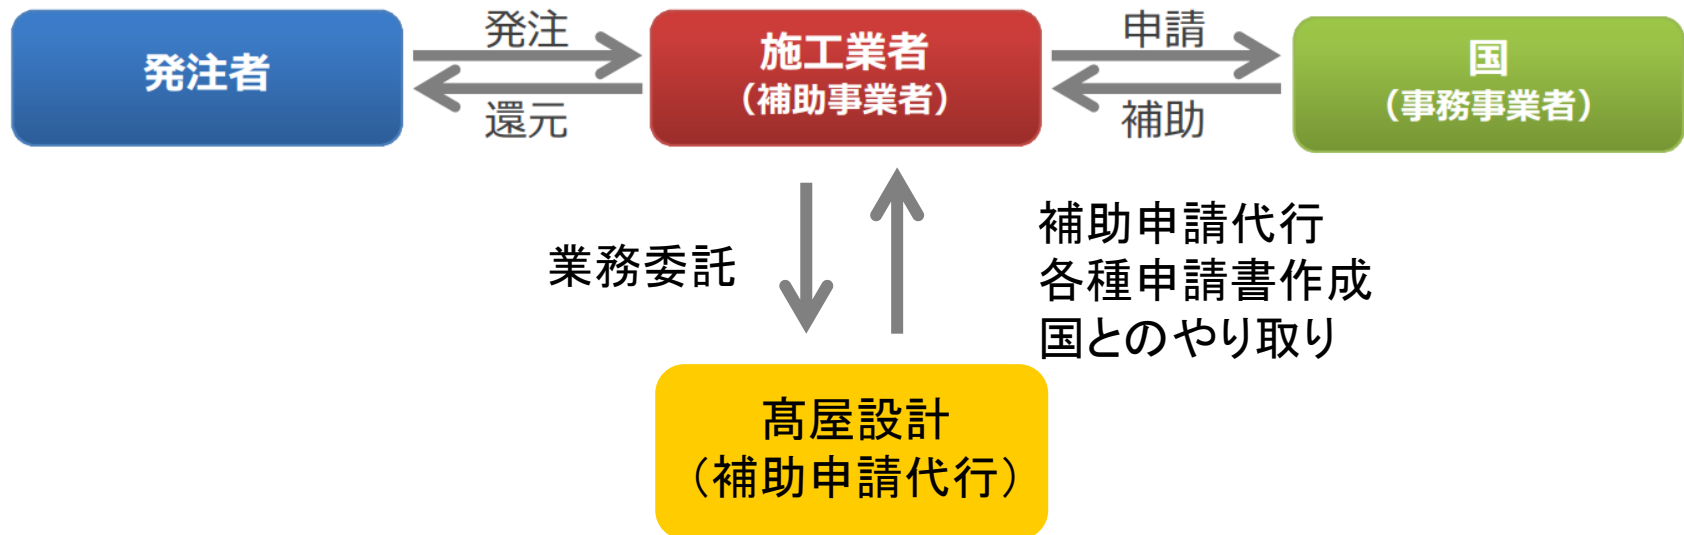 発注者
発注
還元
施工業者
（補助事業者）
申請
補助
国
（事務事業者）
業務委託
補助申請代行
各種申請書作成
国とのやり取り
髙屋設計
（補助申請代行）